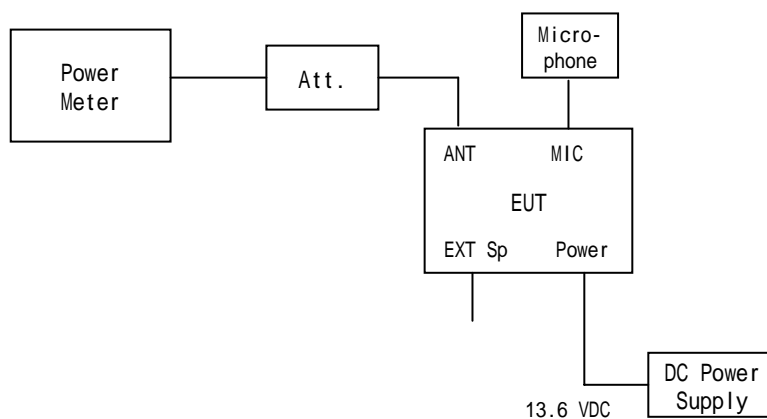 Micro-
phone
Power
Meter
Att.
ANT
MIC
EUT
EXT Sp
Power
DC Power
Supply
13.6 VDC